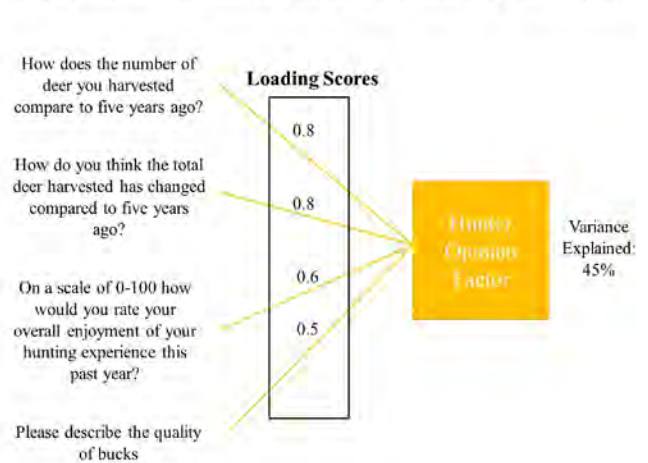 How does the number of
deer you harvested
compare to five years ago?
Loading Scores
0.8
How do you think the total
deer harvested has changed
compared to five years
ago?
0.8
On a scale of 0-100 how
would you rate your
overall enjoyment of your
hunting experience this
past year?
0.6
0.5
Please describe the quality
of bucks
Hunter
Opinion
Factor
Variance
Explained:
45%